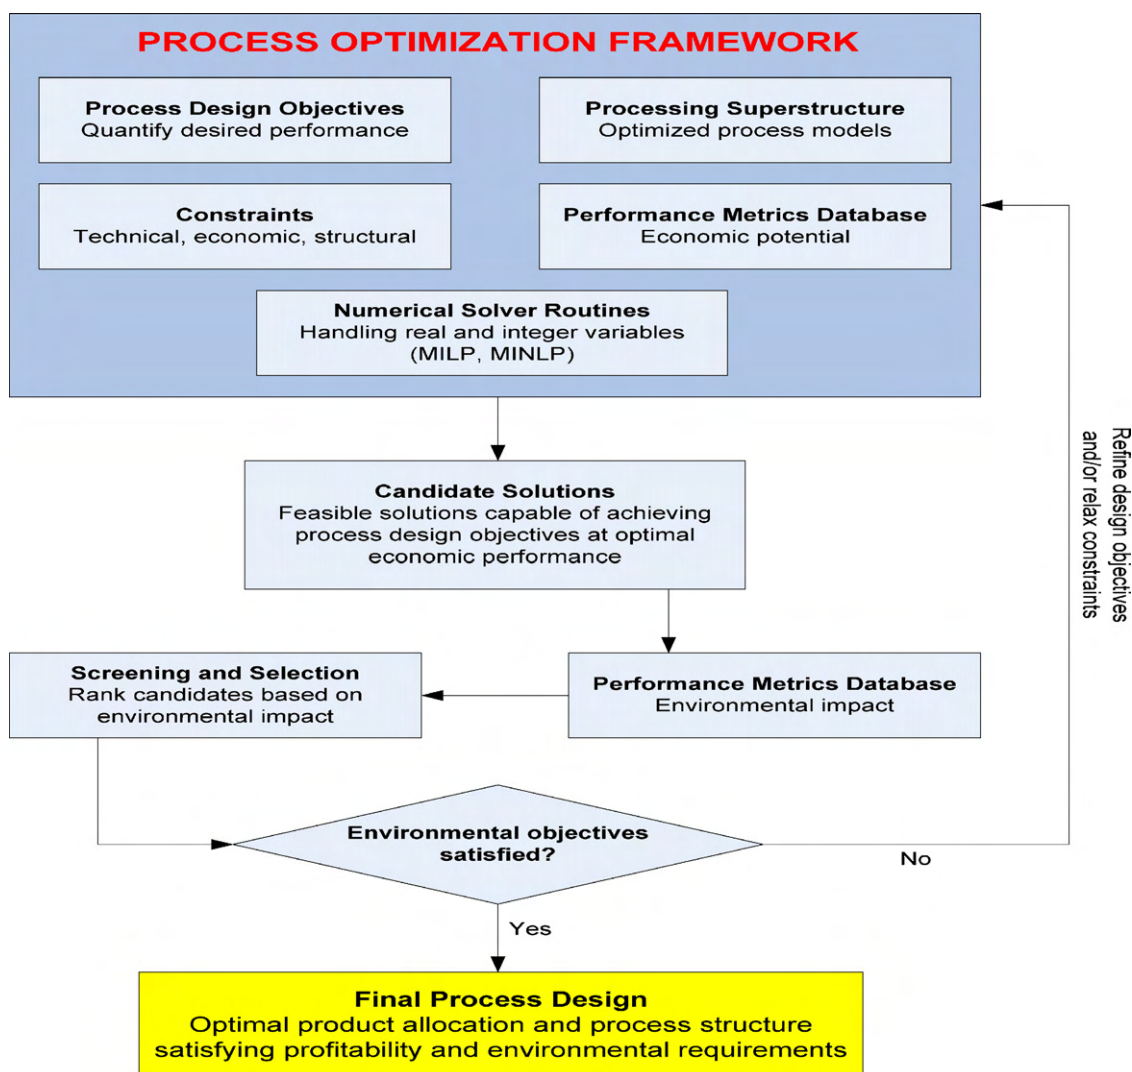 PROCESS OPTIMIZATION FRAMEWORK
Process Design Objectives
Quantify desired performance
Processing Superstructure
Optimized process models
Constraints
Technical, economic, structural
Performance Metrics Database
Economic potential
Numerical Solver Routines
Handling real and integer variables
(MILP, MINLP)
Candidate Solutions
Feasible solutions capable of achieving
process design objectives at optimal
economic performance
Refine design objectives
and/or relax constraints
Screening and Selection
Rank candidates based on
environmental impact
Performance Metrics Database
Environmental impact
Environmental objectives
satisfied?
No
Yes
Final Process Design
Optimal product allocation and process structure
satisfying profitability and environmental requirements